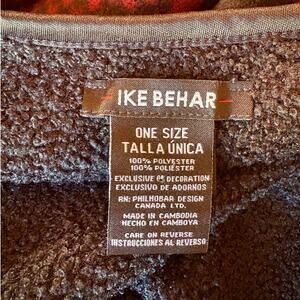 IKE BEHAR
ONE SIZE
TALLA ÚNICA
100% POLYESTER
100% POLIÉSTER
EXCLUSIVE OF DECORATION
EXCLUSIVO DE ADORNOS
RN: PHILHOBAR DESIGN
CANADA LTD.
MADE IN CAMBODIA
HECHO EN CAMBOYA
CARE ON REVERSE
INSTRUCCIONES AL REVERSO